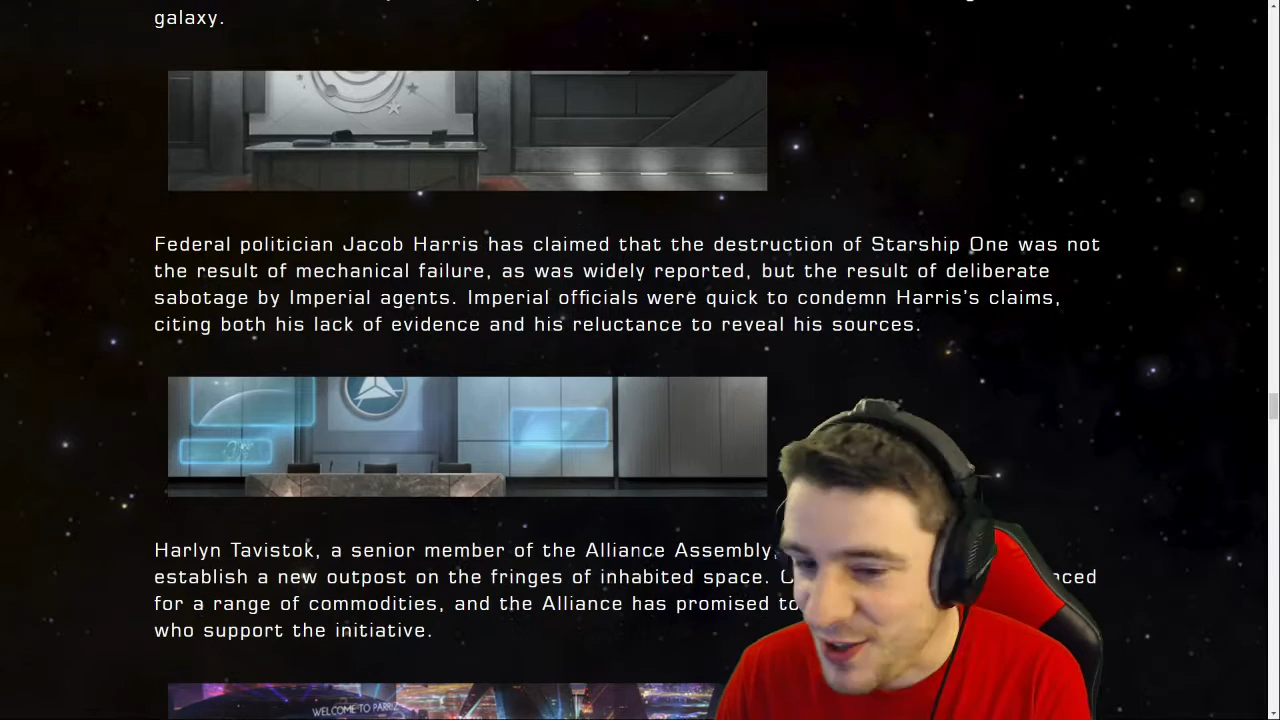 galaxy.
Federal politician Jacob Harris has claimed that the destruction of Starship One was not
the result of mechanical failure, as was widely reported, but the result of deliberate
sabotage by Imperial agents. Imperial officials were quick to condemn Harris's claims,
citing both his lack of evidence and his reluctance to reveal his sources.
Harlyn Tavistok, a senior member of the Alliance Assembly,
establish a new outpost on the fringes of inhabited space.
for a range of commodities, and the Alliance has promised to
who support the initiative.
WELCOME TO